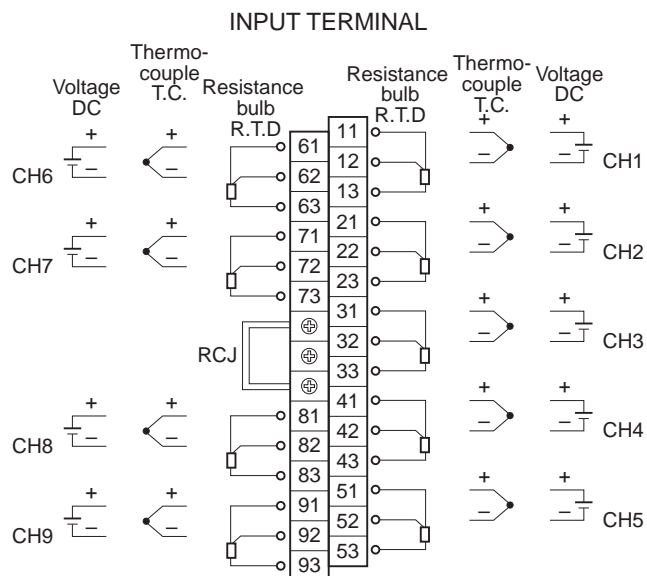 INPUT TERMINAL
Voltage
DC
Thermo-
couple
T.C.
Resistance
bulb
R.T.D
Resistance
bulb
R.T.D
Thermo-
couple
T.C.
Voltage
DC
CH6
+
−
+
−
61
62
63
11
12
13
+
−
+
−
CH1
CH7
+
−
+
−
71
72
73
21
22
23
+
−
+
−
CH2
RCJ
31
32
33
+
−
+
−
CH3
CH8
+
−
+
−
81
82
83
41
42
43
+
−
+
−
CH4
CH9
+
−
+
−
91
92
93
51
52
53
+
−
+
−
CH5